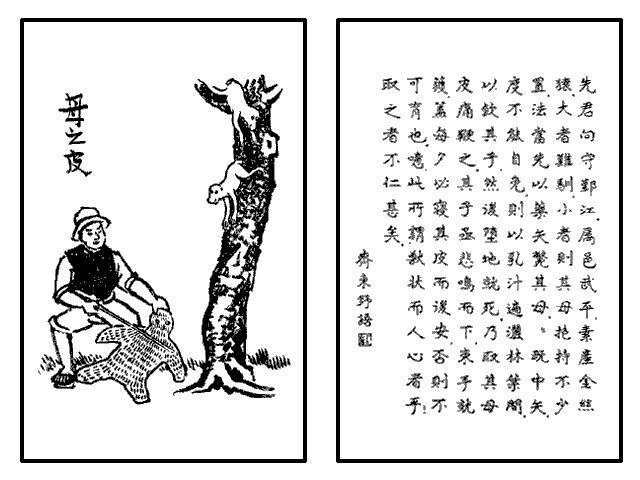 母之皮
先君向守鄞江。屬邑武平。素產金絲
猿。大者難馴。小者則其母抱持不少
置。法當先以藥矢斃其母。〻既中矢。
度不能自免。則以乳汁遍灑林葉間。
以飲其子。然後墮地就死。乃取其母
皮痛鞭之。其子亟悲鳴而下。束手就
獲。蓋每夕必寢其皮而後安。否則不
可育也。噫。此所謂獸狀而人心者乎！
取之者不仁甚矣。
齊東野語